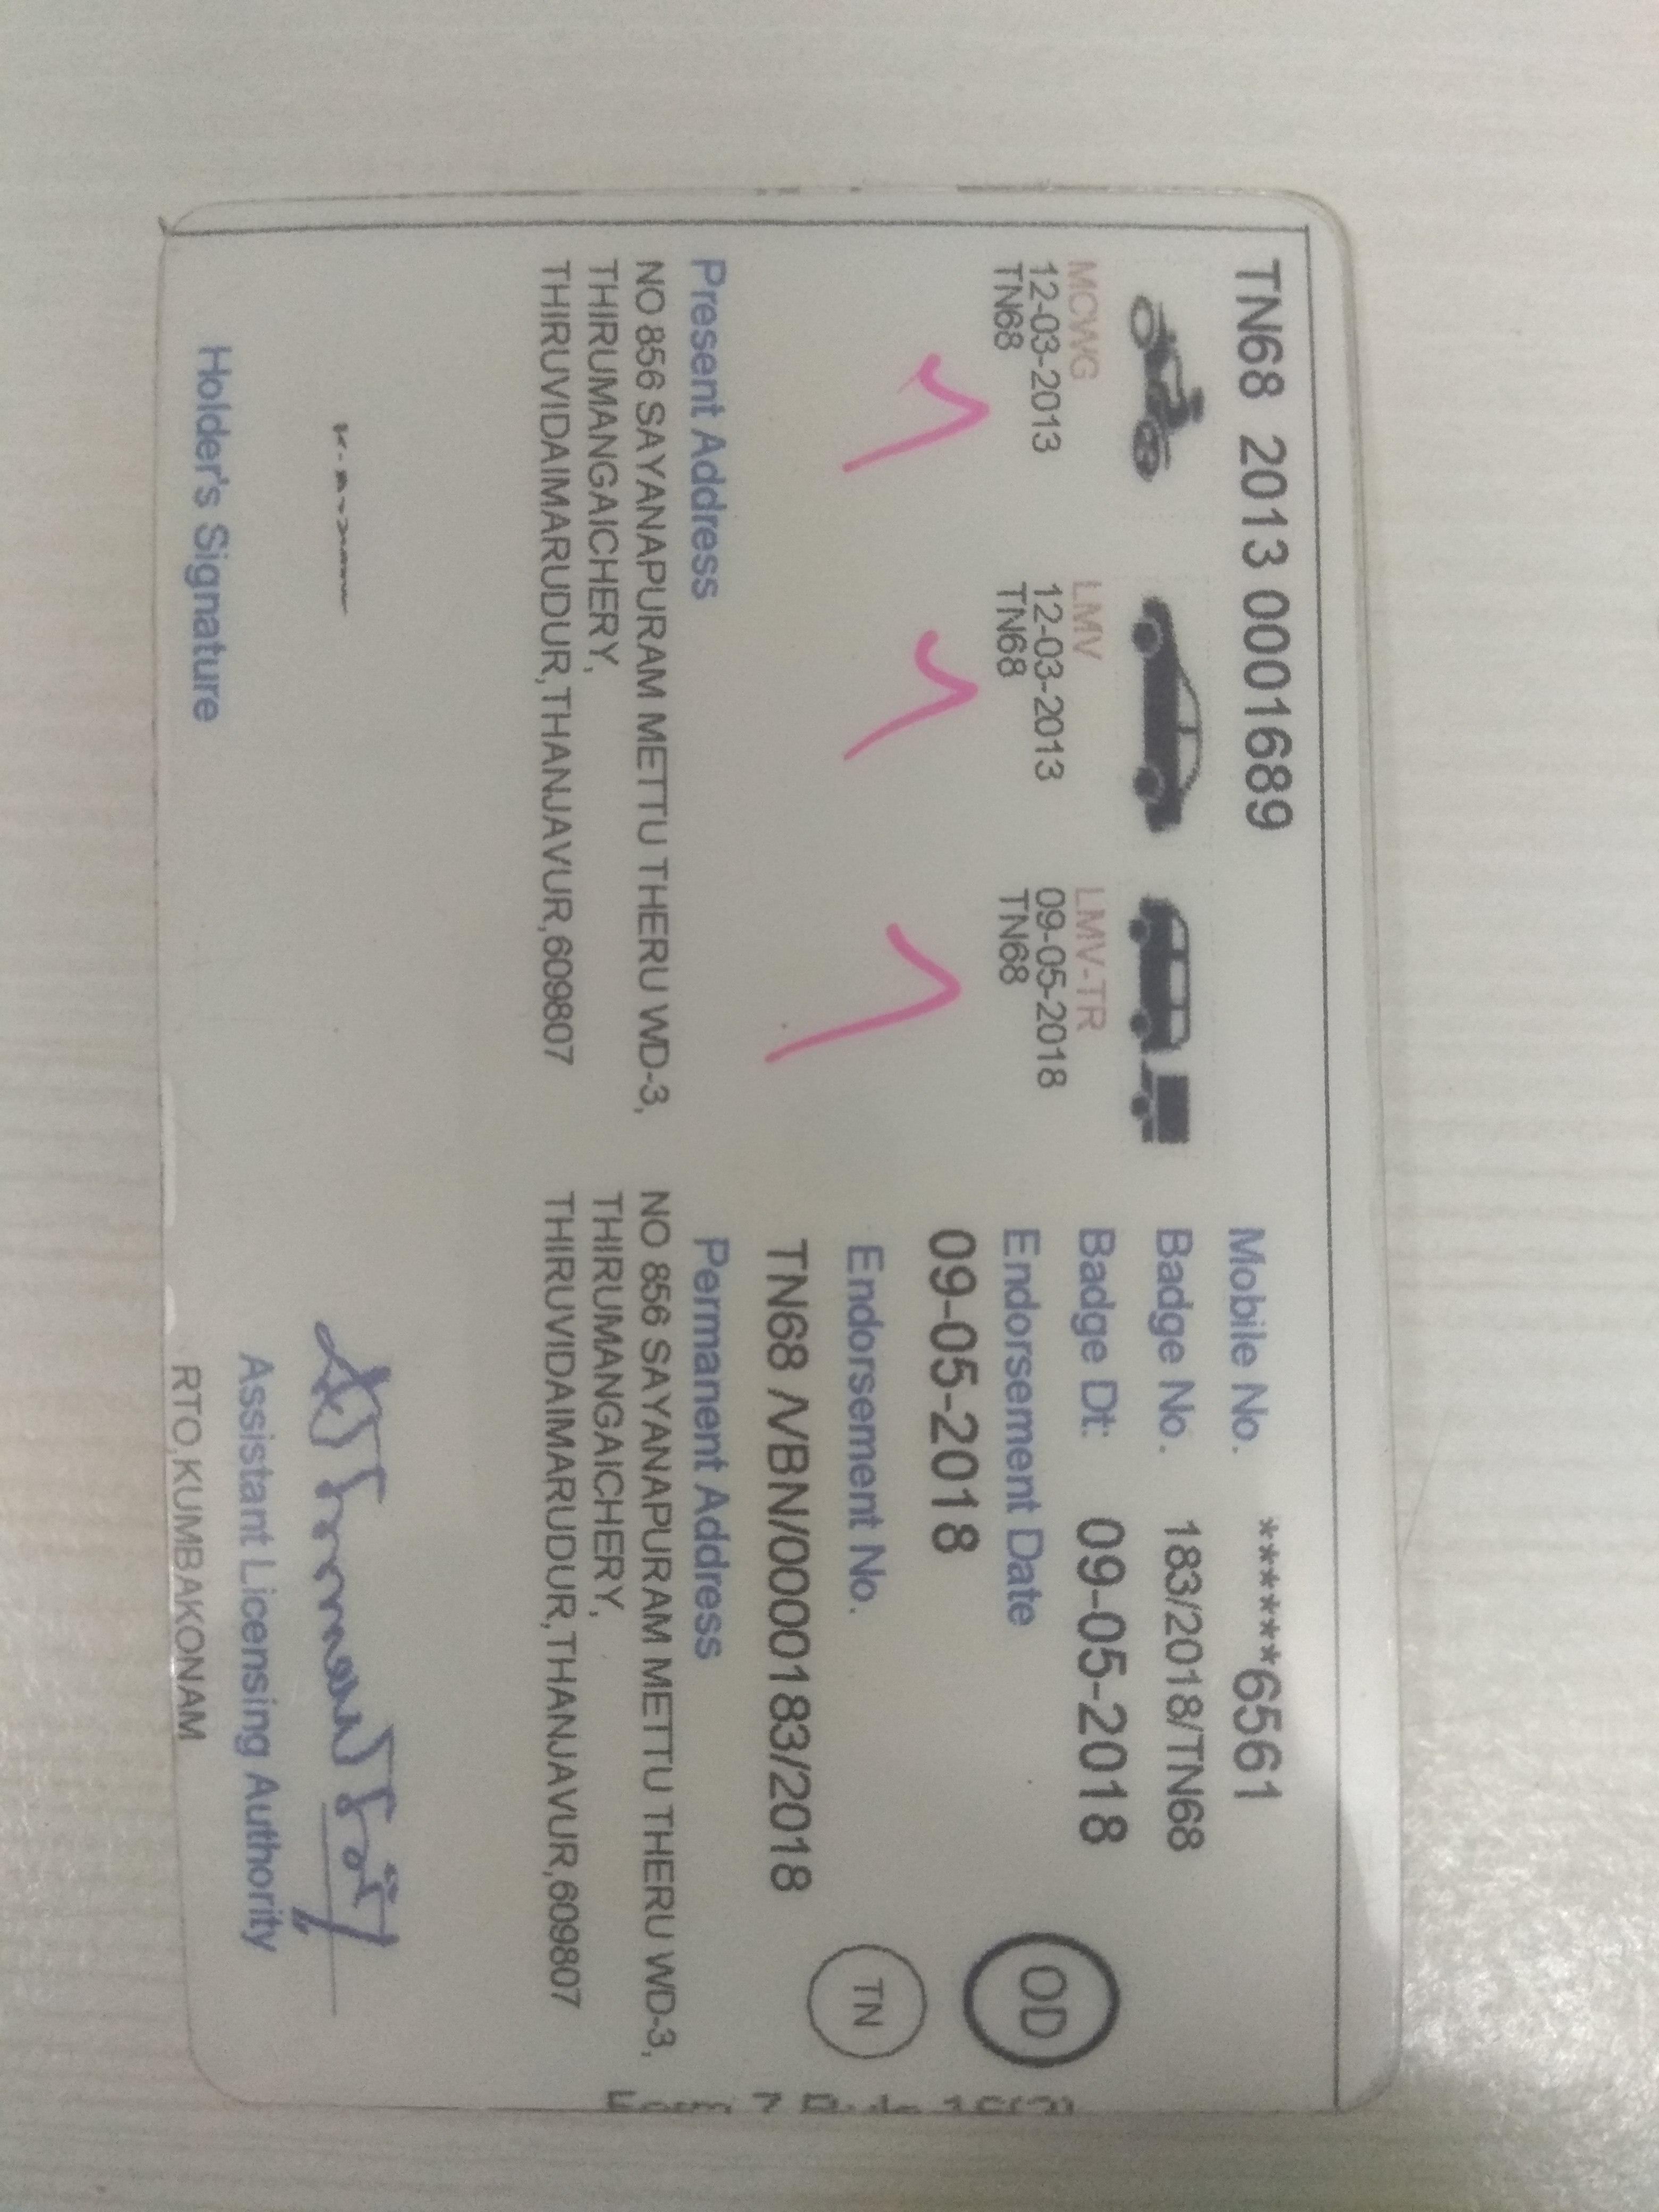 TN68 2013 0001689
MCWG
12-03-2013
TN68
LMV
12-03-2013
TN68
LMV-TR
09-05-2018
TN68
Mobile No. ******6561
Badge No. 183/2018/TN68
Badge Dt: 09-05-2018
Endorsement Date
09-05-2018
Endorsement No.
TN68 /VBN/0000183/2018
OD
TN
Present Address
NO 856 SAYANAPURAM METTU THERU WD-3,
THIRUMANGAICHERY,
THIRUVIDAIMARUDUR,THANJAVUR,609807
Permanent Address
NO 856 SAYANAPURAM METTU THERU WD-3,
THIRUMANGAICHERY,
THIRUVIDAIMARUDUR,THANJAVUR,609807
Holder's Signature
Assistant Licensing Authority
RTO,KUMBAKONAM